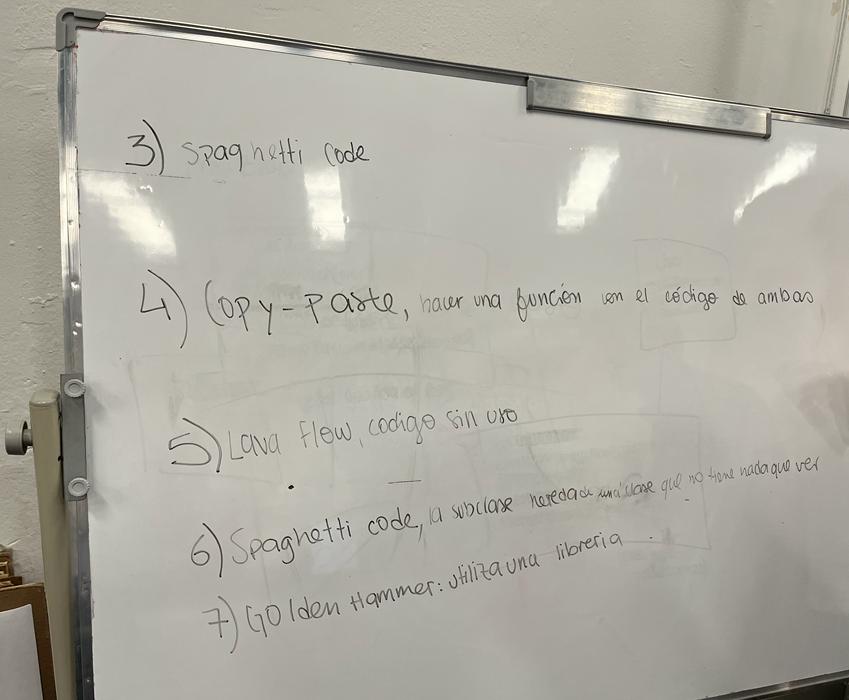 3) Spaghetti Code
4) Copy-Paste, hacer una función con el código de ambas
5) Lava Flow, codigo sin uso
6) Spaghetti code, la subclase hereda de una clase que no tiene nada que ver
7) Golden Hammer: utiliza una libreria